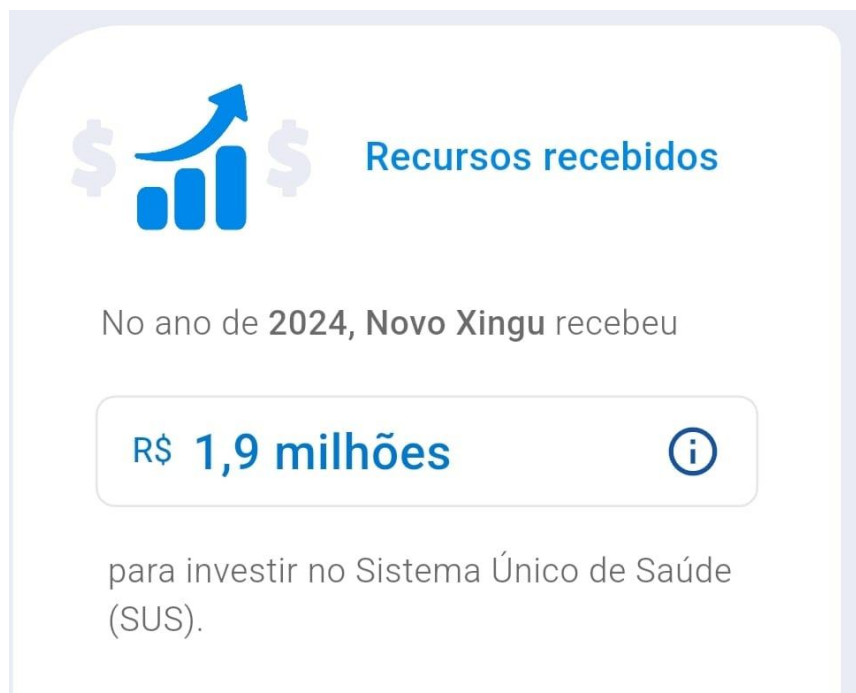 $ $
Recursos recebidos
No ano de 2024, Novo Xingu recebeu
R$ 1,9 milhões
para investir no Sistema Único de Saúde
(SUS).